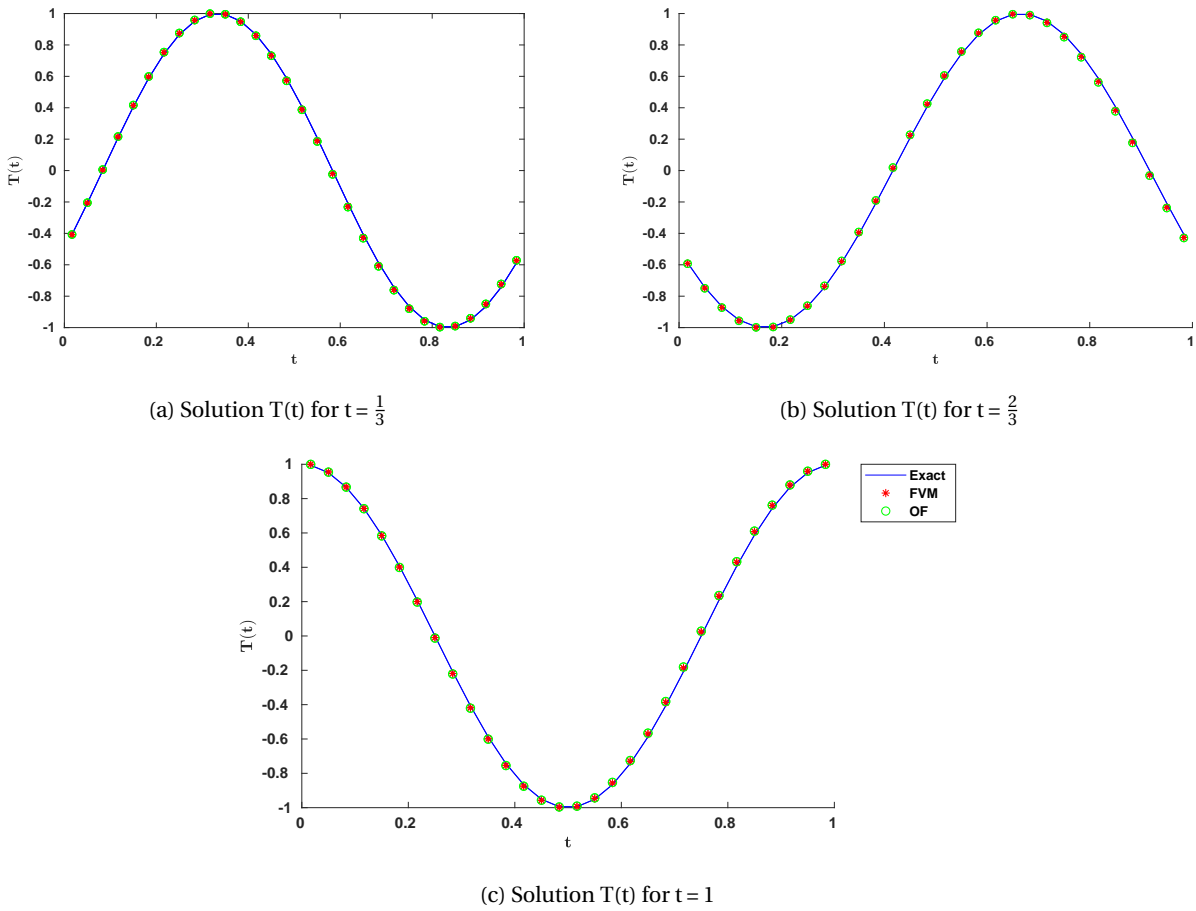 1
0.8
0.6
0.4
0.2
0
-0.2
-0.4
-0.6
-0.8
-1
T(t)
0 0.2 0.4 0.6 0.8 1
t
(a) Solution T(t) for t = 1/3
1
0.8
0.6
0.4
0.2
0
-0.2
-0.4
-0.6
-0.8
-1
T(t)
0 0.2 0.4 0.6 0.8 1
t
(b) Solution T(t) for t = 2/3
1
0.8
0.6
0.4
0.2
0
-0.2
-0.4
-0.6
-0.8
-1
T(t)
0 0.2 0.4 0.6 0.8 1
t
Exact
FVM
OF
(c) Solution T(t) for t = 1